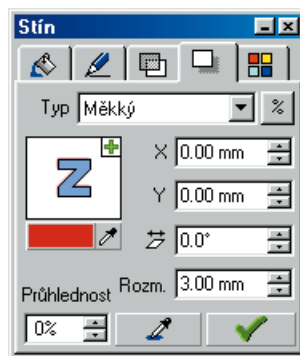 Stín
Typ Měkký %
X 0.00 mm
Y 0.00 mm
0.0°
Průhlednost Rozm. 3.00 mm
0%